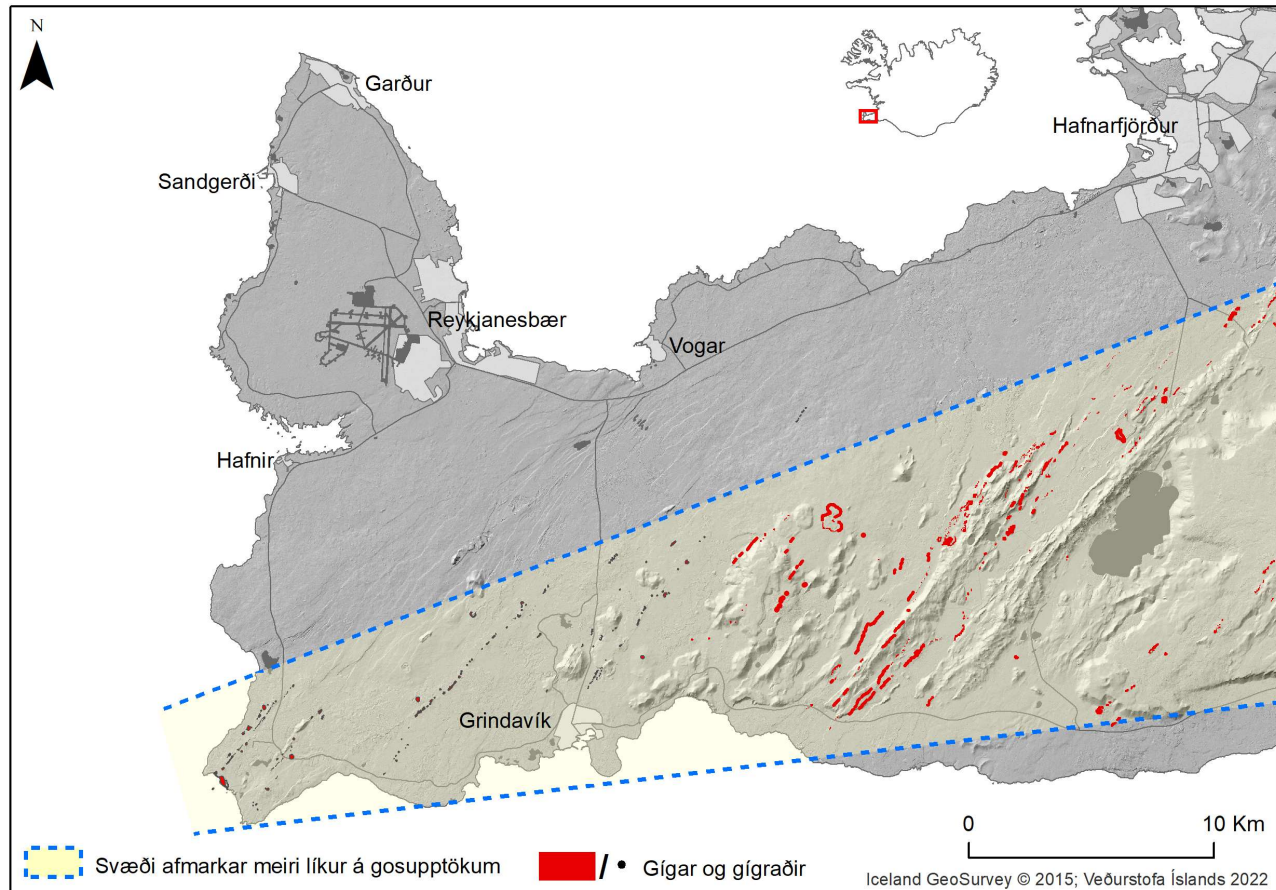 N
Garður
Hafnarfjörður
Sandgerði
Reykjanesbær
Vogar
Hafnir
Grindavík
0 10 Km
Svæði afmarkar meiri líkur á gosupptökum
/ • Gígar og gígraðir
Iceland GeoSurvey © 2015; Veðurstofa Íslands 2022